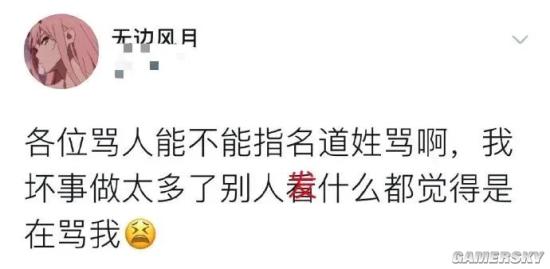 无边风月
各位骂人能不能指名道姓骂啊，我
坏事做太多了别人发什么都觉得是
在骂我😫
GAMERSKY